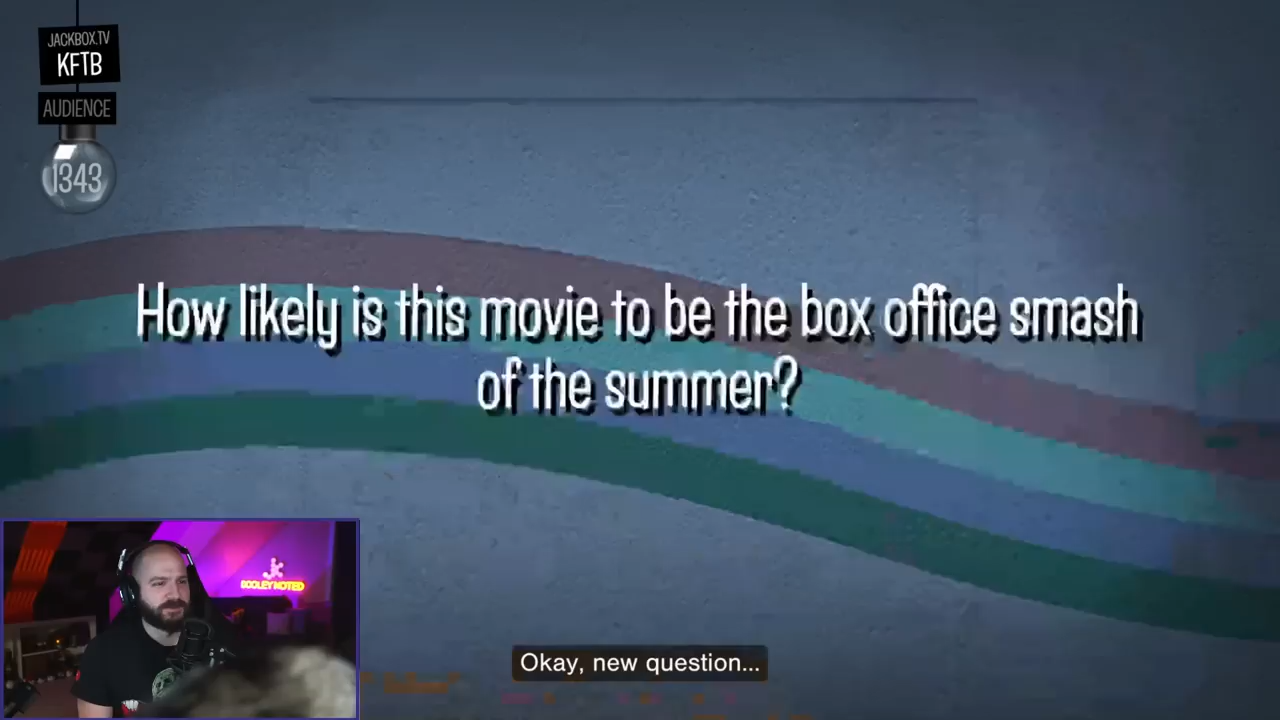 JACKBOX.TV
KFTB
AUDIENCE
1343
How likely is this movie to be the box office smash
of the summer?
Okay, new question...